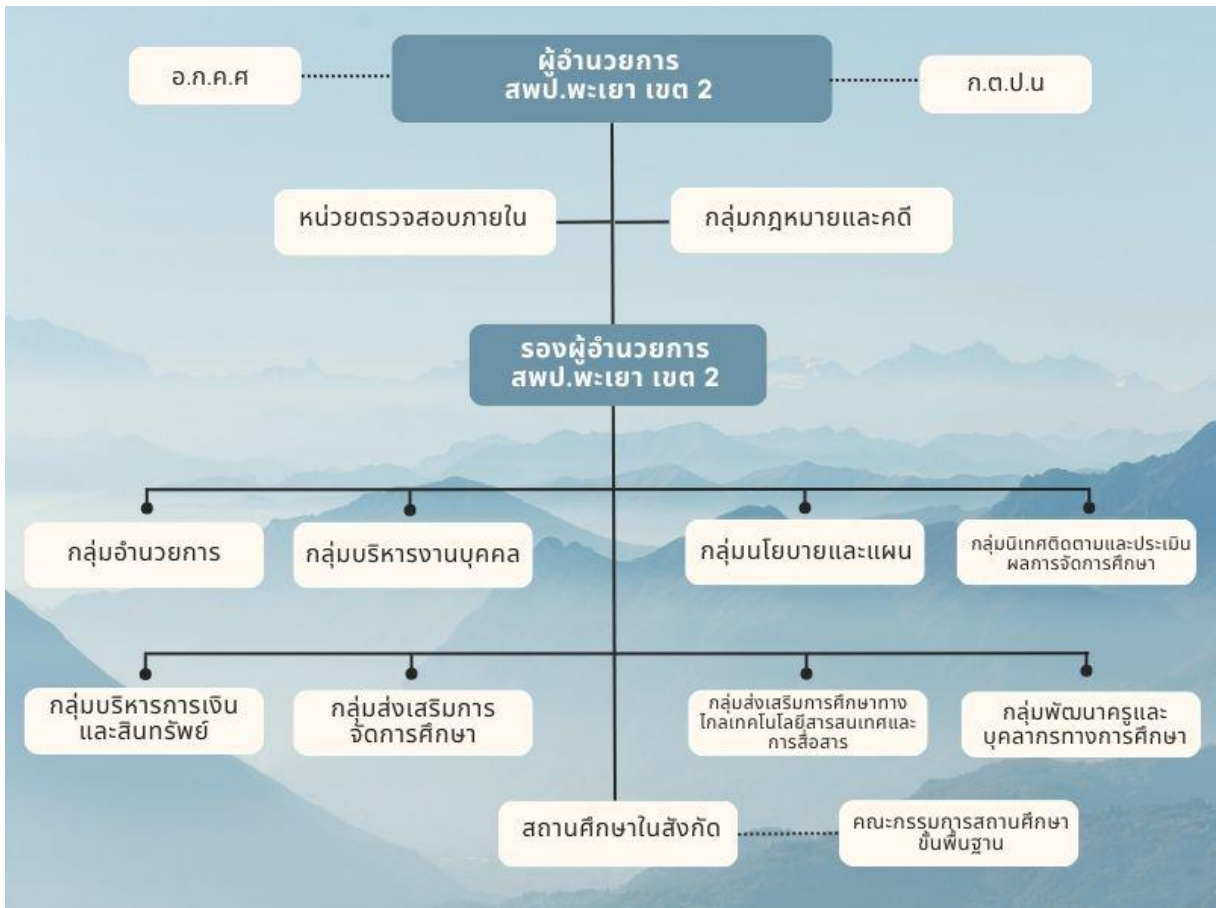 อ.ก.ค.ศ
ผู้อำนวยการ
สพป.พะเยา เขต 2
ก.ต.ป.น
หน่วยตรวจสอบภายใน
กลุ่มกฎหมายและคดี
รองผู้อำนวยการ
สพป.พะเยา เขต 2
กลุ่มอำนวยการ
กลุ่มบริหารงานบุคคล
กลุ่มนโยบายและแผน
กลุ่มนิเทศติดตามและประเมิน
ผลการจัดการศึกษา
กลุ่มบริหารการเงิน
และสินทรัพย์
กลุ่มส่งเสริมการ
จัดการศึกษา
กลุ่มส่งเสริมการศึกษาทาง
ไกลเทคโนโลยีสารสนเทศและ
การสื่อสาร
กลุ่มพัฒนาครูและ
บุคลากรทางการศึกษา
สถานศึกษาในสังกัด
คณะกรรมการสถานศึกษา
ขั้นพื้นฐาน